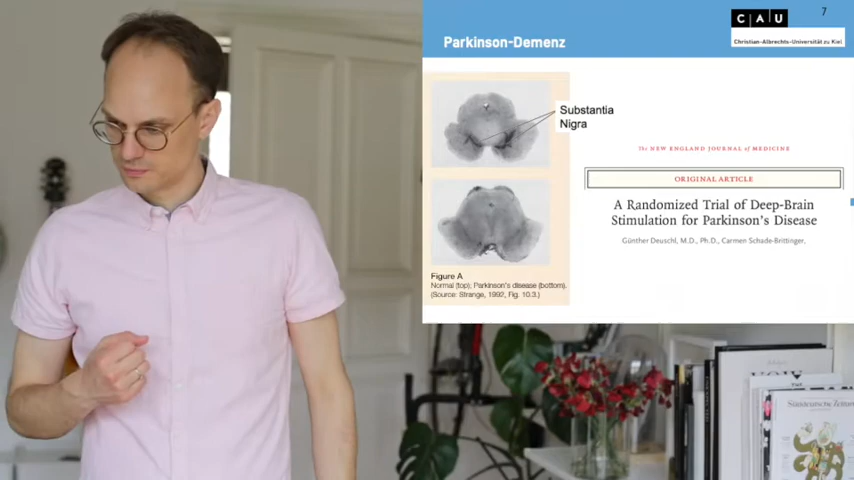 7
CAU
Christian-Albrechts-Universität zu Kiel
Parkinson-Demenz
Substantia
Nigra
Figure A
Normal (top); Parkinson's disease (bottom).
(Source: Strange, 1992, Fig. 10.3.)
The NEW ENGLAND JOURNAL of MEDICINE
ORIGINAL ARTICLE
A Randomized Trial of Deep-Brain
Stimulation for Parkinson's Disease
Günther Deuschl, M.D., Ph.D., Carmen Schade-Brittinger,
Süddeutsche Zeitung